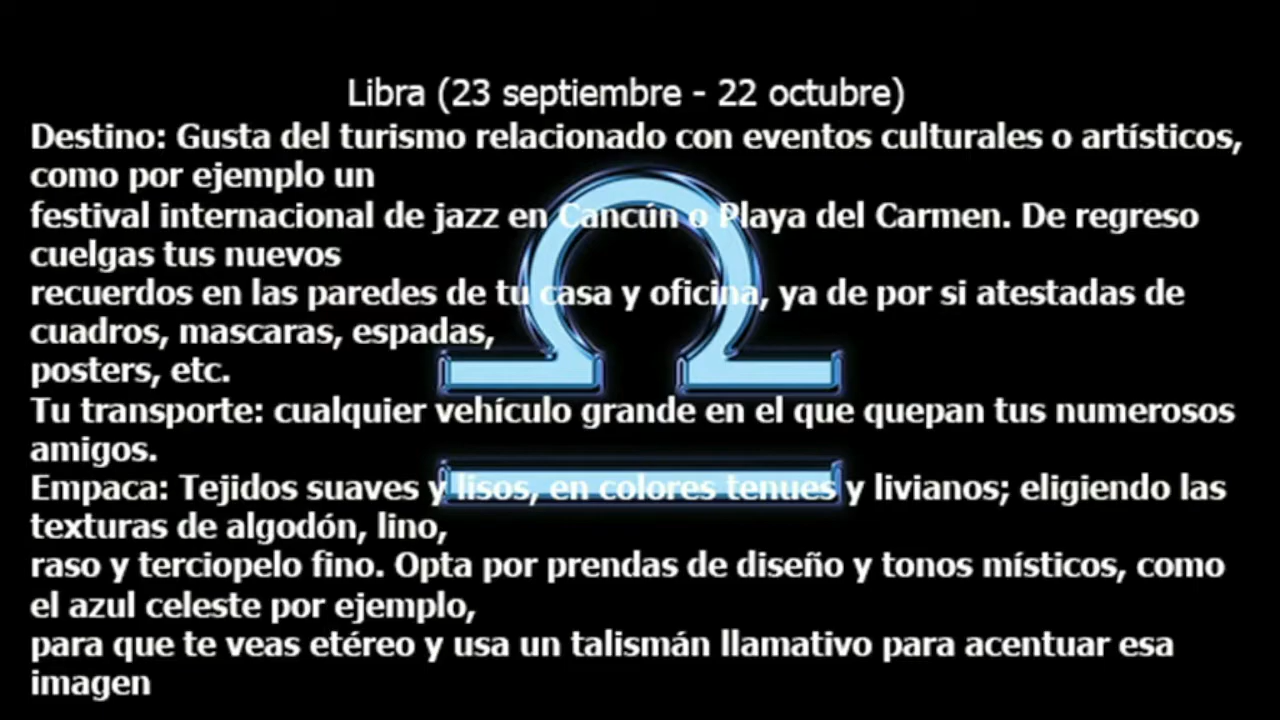 Libra (23 septiembre - 22 octubre)
Destino: Gusta del turismo relacionado con eventos culturales o artísticos,
como por ejemplo un
festival internacional de jazz en Cancún o Playa del Carmen. De regreso
cuelgas tus nuevos
recuerdos en las paredes de tu casa y oficina, ya de por si atestadas de
cuadros, mascaras, espadas,
posters, etc.
Tu transporte: cualquier vehículo grande en el que quepan tus numerosos
amigos.
Empaca: Tejidos suaves y lisos, en colores tenues y livianos; eligiendo las
texturas de algodón, lino,
raso y terciopelo fino. Opta por prendas de diseño y tonos místicos, como
el azul celeste por ejemplo,
para que te veas etéreo y usa un talismán llamativo para acentuar esa
imagen